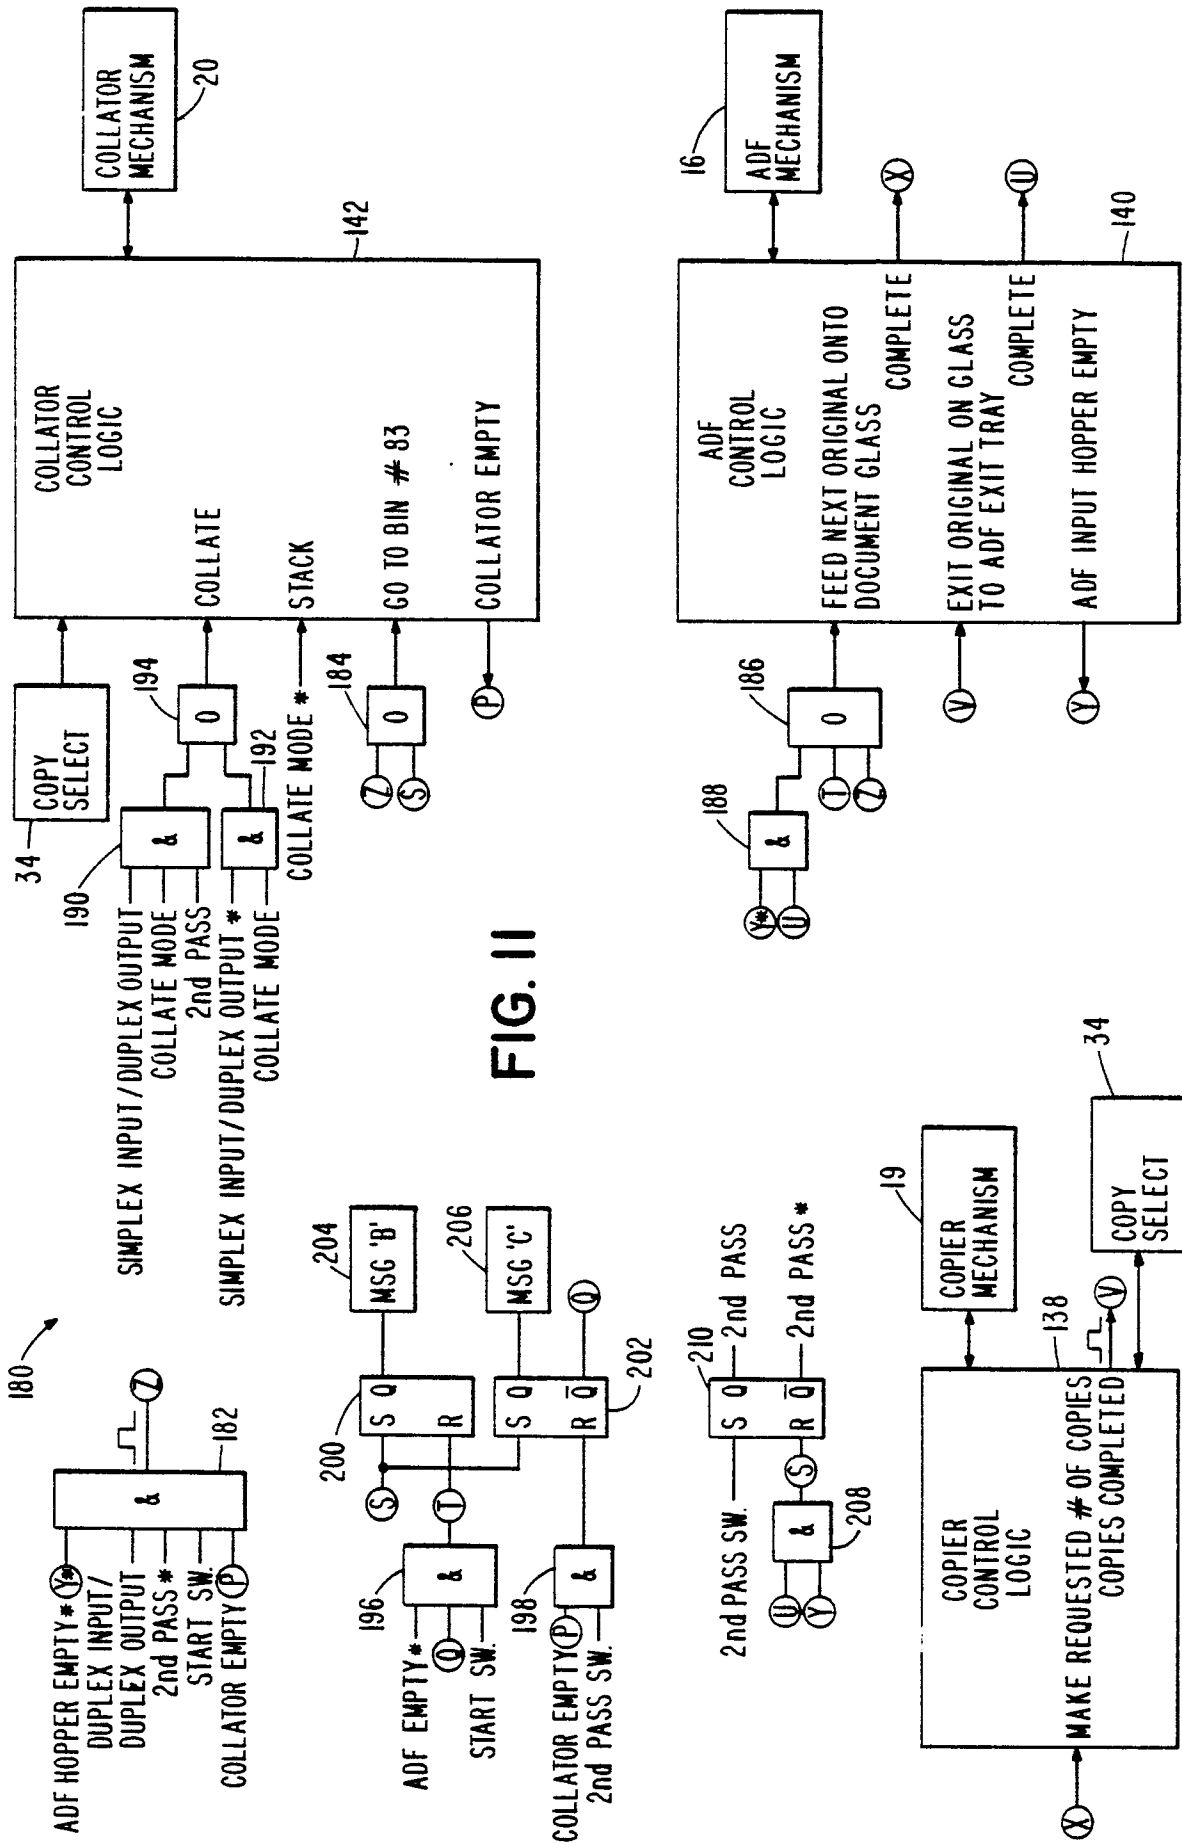 180
ADF HOPPER EMPTY* Y*
DUPLEX INPUT/
DUPLEX OUTPUT
2nd PASS*
START SW.
COLLATOR EMPTY P
&
182
Z
34
COPY
SELECT
SIMPLEX INPUT/DUPLEX OUTPUT
COLLATE MODE
2nd PASS
190
&
SIMPLEX INPUT/DUPLEX OUTPUT*
COLLATE MODE
&
192
194
O
COLLATE MODE*
184
Z
S
O
P
COLLATOR
CONTROL
LOGIC
COLLATE
STACK
GO TO BIN # 83
COLLATOR EMPTY
142
COLLATOR
MECHANISM
20
ADF EMPTY*
Q
START SW.
196
&
T
S
200
S Q
R
204
MSG 'B'
COLLATOR EMPTY P
2nd PASS SW.
198
&
S Q
R Q̅
202
206
MSG 'C'
Q
FIG. 11
2nd PASS SW.
U
Y
&
208
S
210
S Q
R Q̅
2nd PASS
2nd PASS*
Y*
U
188
&
T
Z
186
O
V
Y
ADF
CONTROL
LOGIC
FEED NEXT ORIGINAL ONTO
DOCUMENT GLASS
COMPLETE
X
EXIT ORIGINAL ON GLASS
TO ADF EXIT TRAY
COMPLETE
U
ADF INPUT HOPPER EMPTY
140
16
ADF
MECHANISM
X
COPIER
CONTROL
LOGIC
MAKE REQUESTED # OF COPIES
COPIES COMPLETED
138
V
19
COPIER
MECHANISM
34
COPY
SELECT